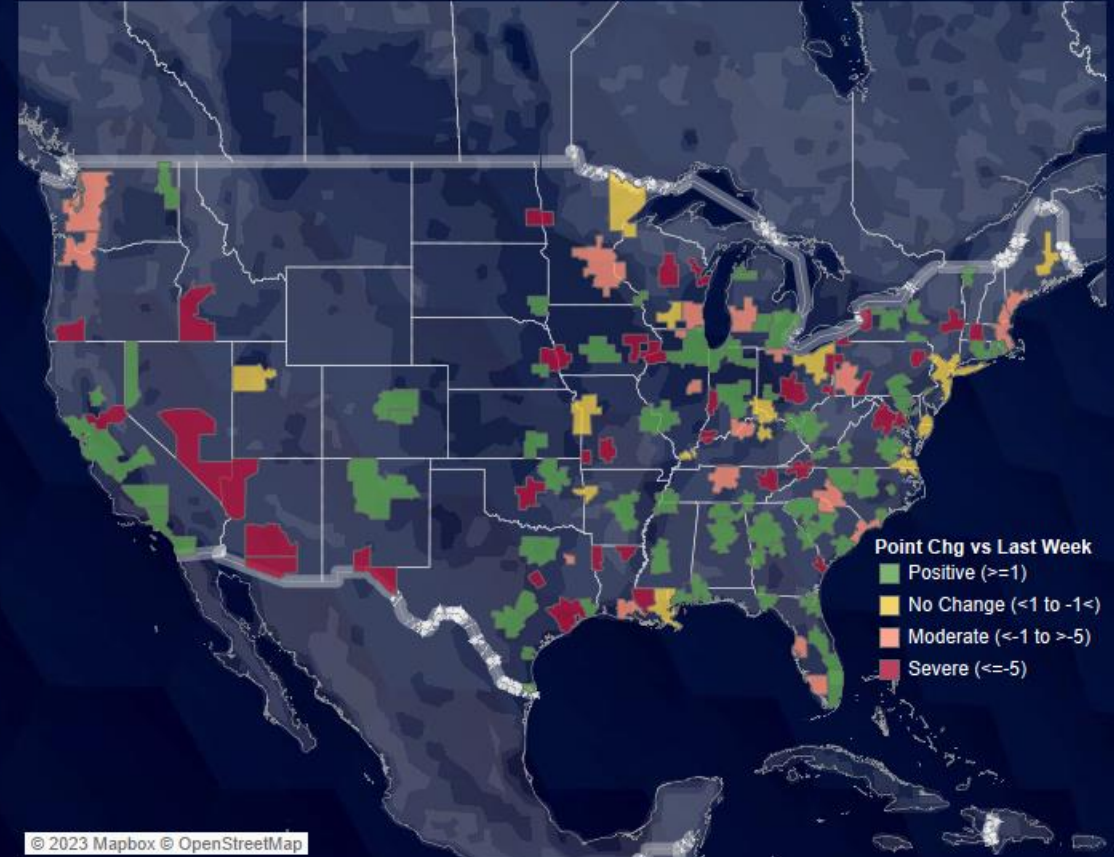 Point Chg vs Last Week
Positive (>=1)
No Change (<1 to -1<)
Moderate (<-1 to >-5)
Severe (<=-5)
© 2023 Mapbox © OpenStreetMap